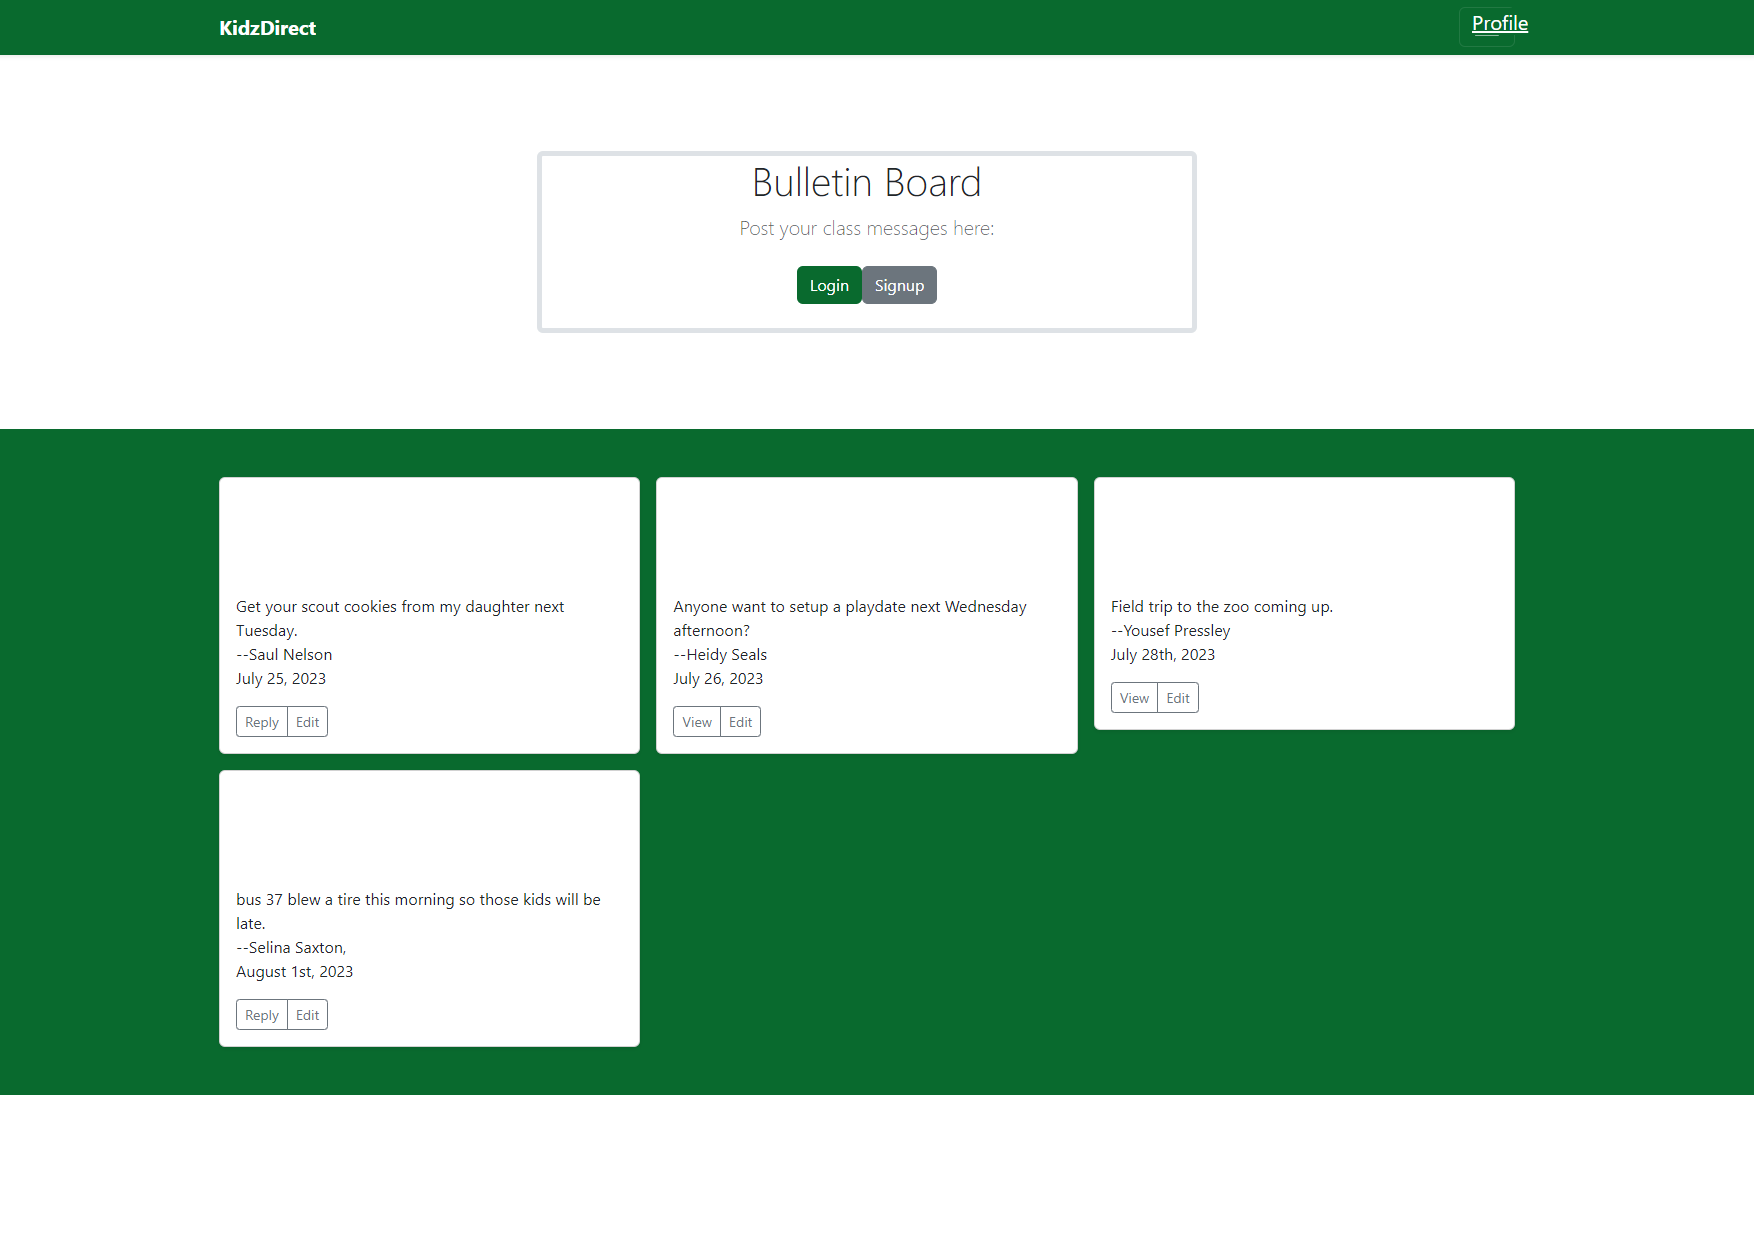 KidzDirect
Profile
Bulletin Board
Post your class messages here:
Login Signup
Get your scout cookies from my daughter next
Tuesday.
--Saul Nelson
July 25, 2023
Reply Edit
Anyone want to setup a playdate next Wednesday
afternoon?
--Heidy Seals
July 26, 2023
View Edit
Field trip to the zoo coming up.
--Yousef Pressley
July 28th, 2023
View Edit
bus 37 blew a tire this morning so those kids will be
late.
--Selina Saxton,
August 1st, 2023
Reply Edit